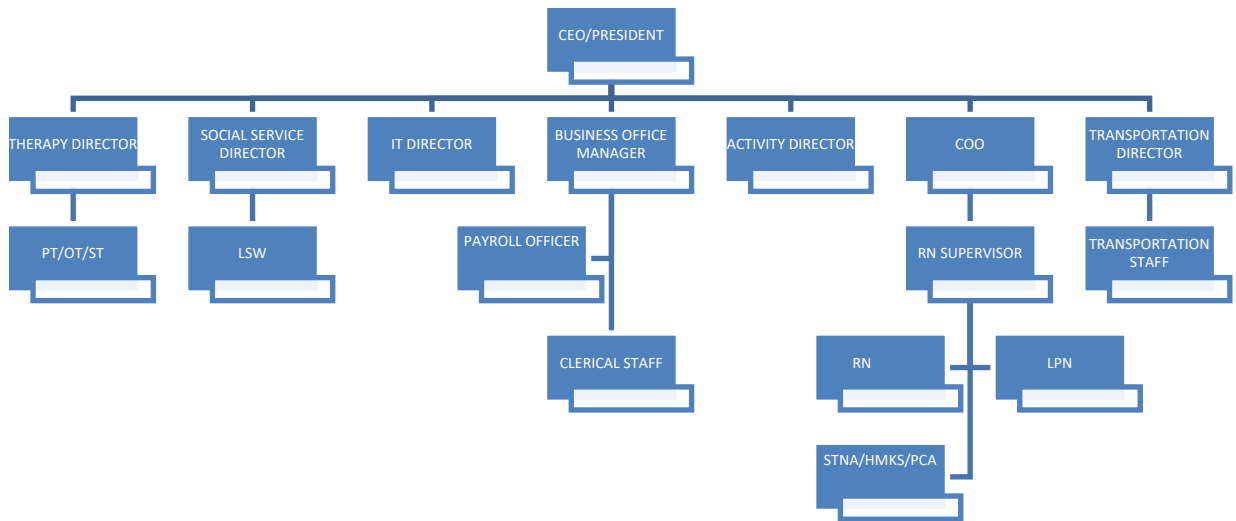 CEO/PRESIDENT
THERAPY DIRECTOR
SOCIAL SERVICE
DIRECTOR
IT DIRECTOR
BUSINESS OFFICE
MANAGER
ACTIVITY DIRECTOR
COO
TRANSPORTATION
DIRECTOR
PT/OT/ST
LSW
PAYROLL OFFICER
RN SUPERVISOR
TRANSPORTATION
STAFF
CLERICAL STAFF
RN
LPN
STNA/HMKS/PCA